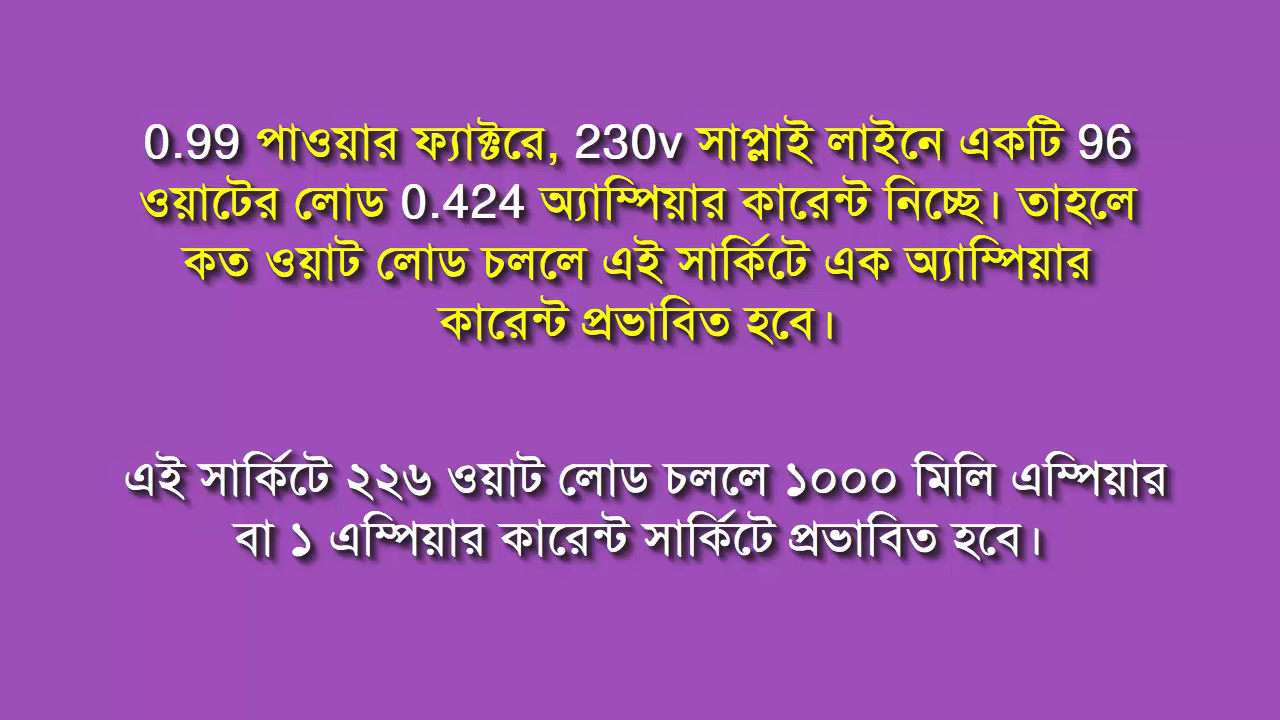 0.99 পাওয়ার ফ্যাক্টরে, 230v সাপ্লাই লাইনে একটি 96
ওয়াটের লোড 0.424 অ্যাম্পিয়ার কারেন্ট নিচ্ছে। তাহলে
কত ওয়াট লোড চললে এই সার্কিটে এক অ্যাম্পিয়ার
কারেন্ট প্রভাবিত হবে।
এই সার্কিটে ২২৬ ওয়াট লোড চললে ১০০০ মিলি এম্পিয়ার
বা ১ এম্পিয়ার কারেন্ট সার্কিটে প্রভাবিত হবে।